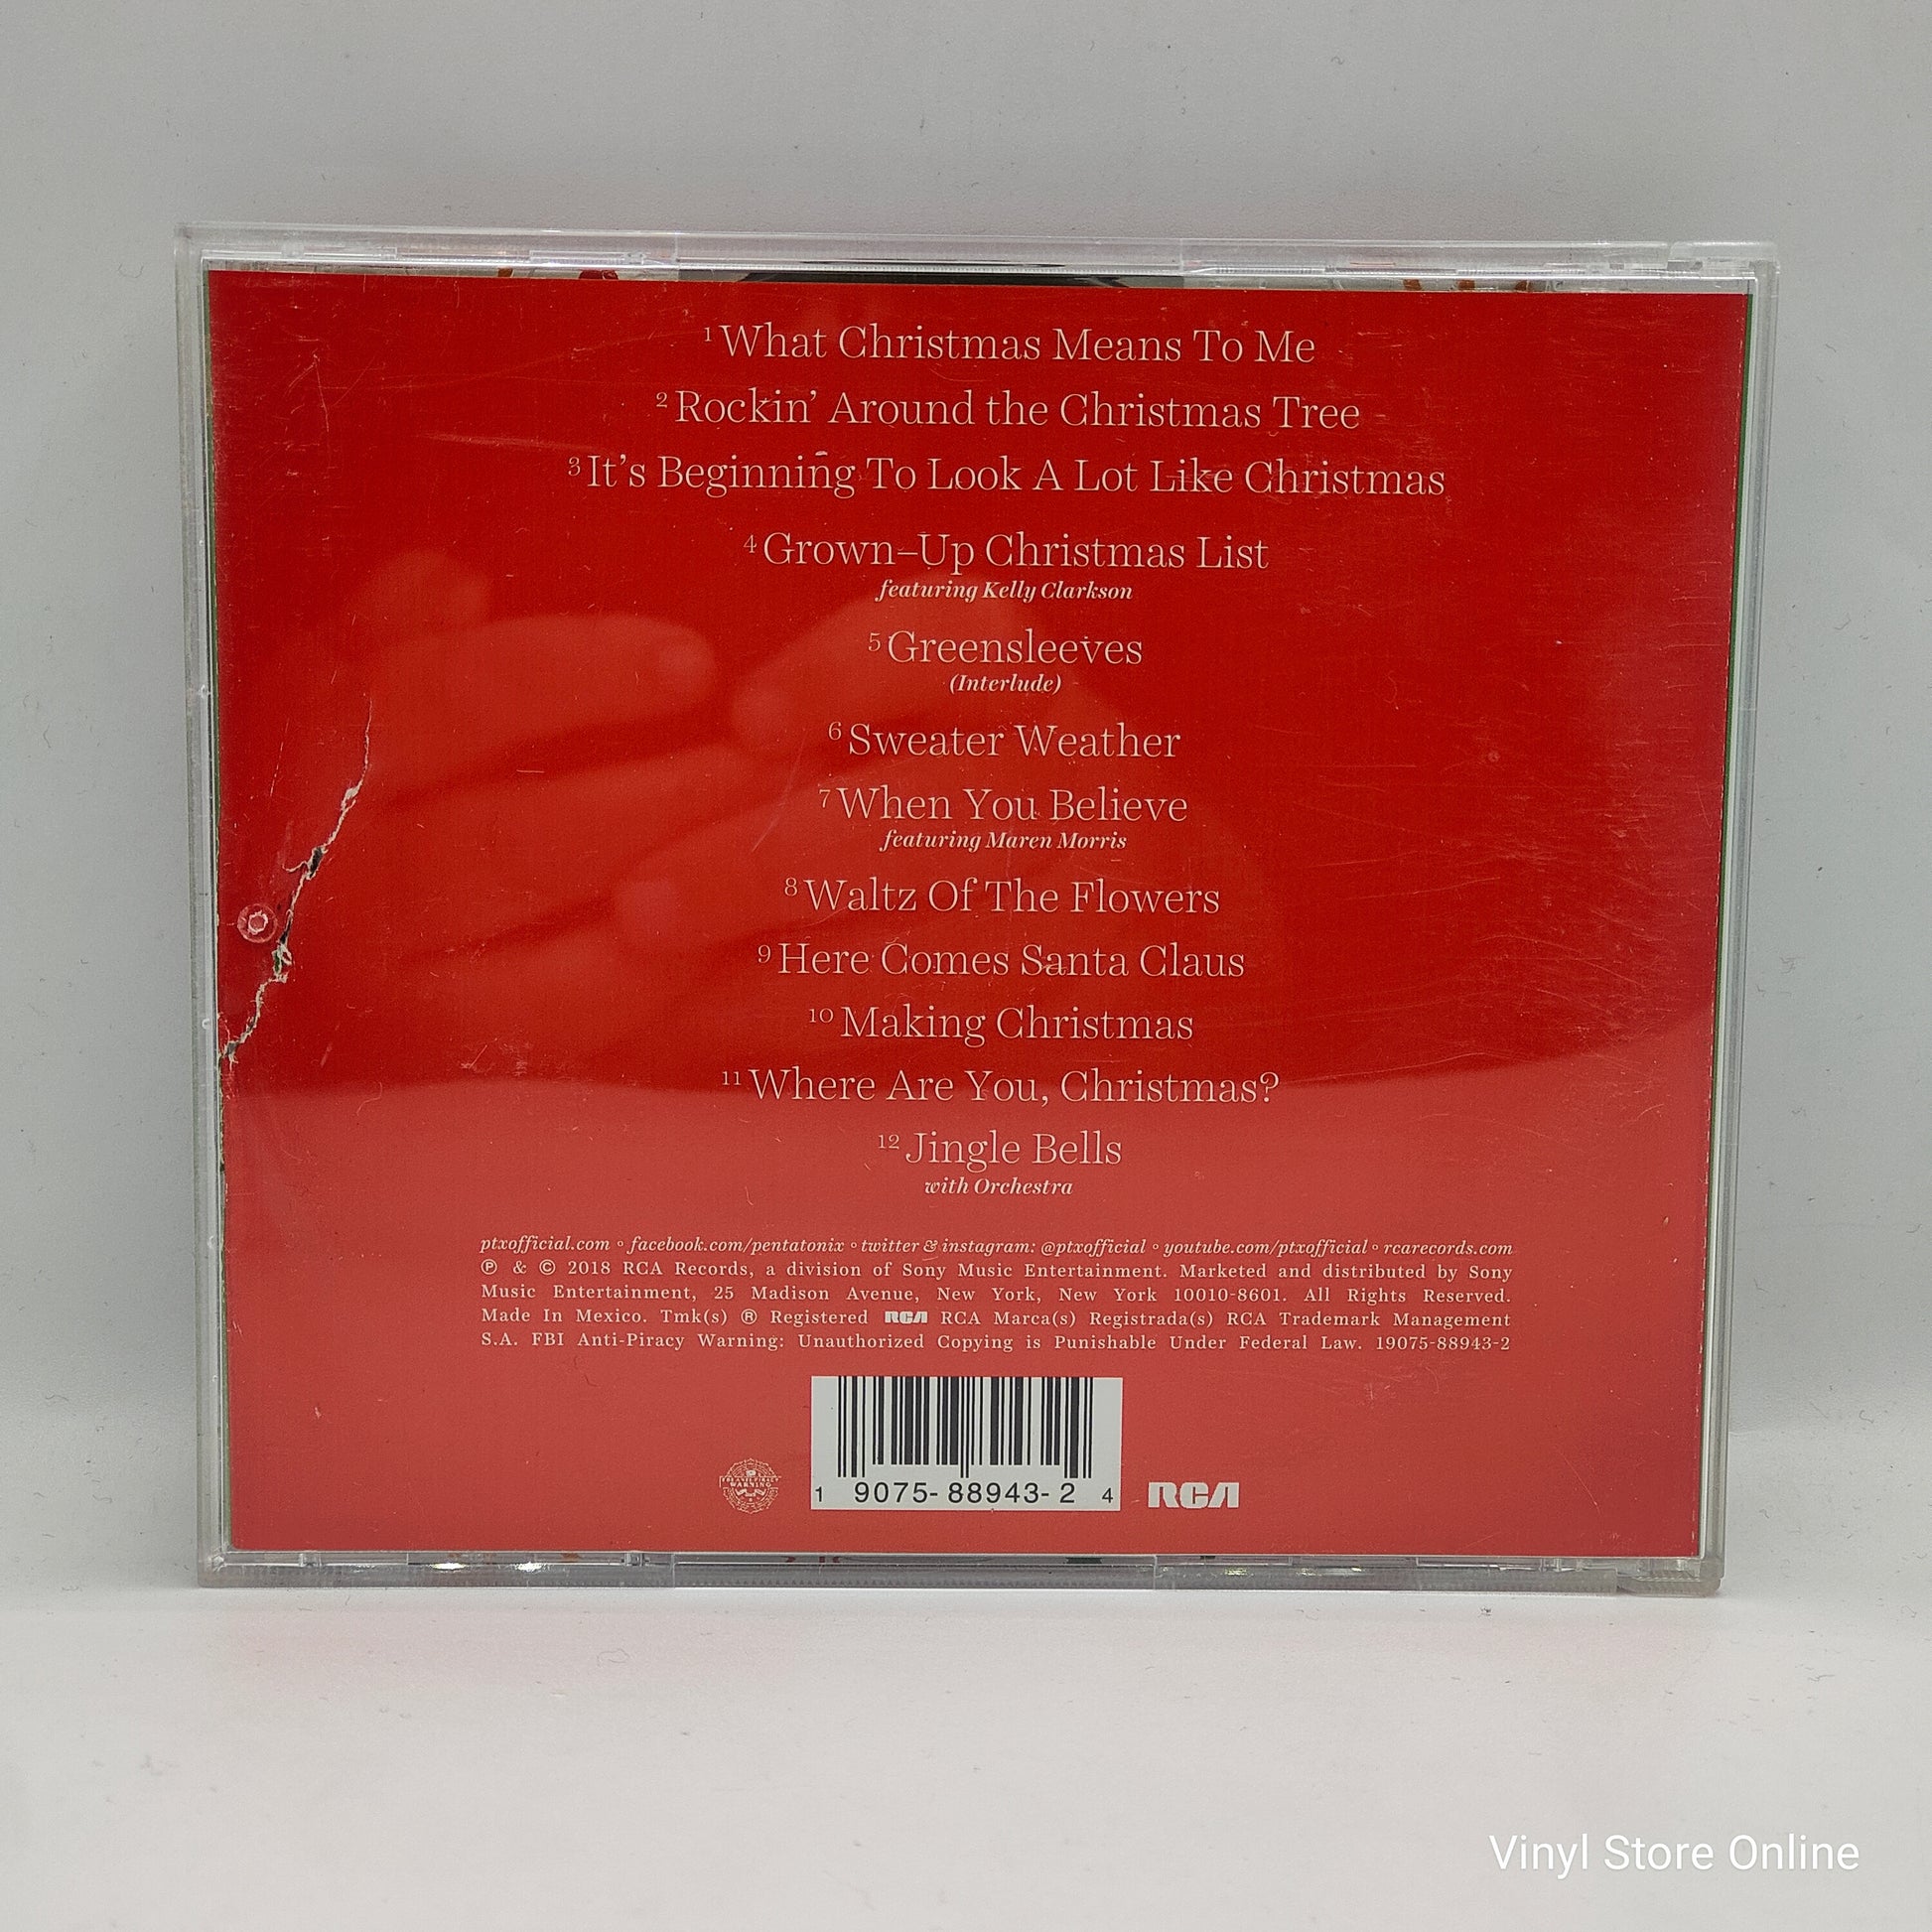 1 What Christmas Means To Me
2 Rockin' Around the Christmas Tree
3 It's Beginning To Look A Lot Like Christmas
4 Grown–Up Christmas List
featuring Kelly Clarkson
5 Greensleeves
(Interlude)
6 Sweater Weather
7 When You Believe
featuring Maren Morris
8 Waltz Of The Flowers
9 Here Comes Santa Claus
10 Making Christmas
11 Where Are You, Christmas?
12 Jingle Bells
with Orchestra
ptxofficial.com ◦ facebook.com/pentatonix ◦ twitter & instagram: @ptxofficial ◦ youtube.com/ptxofficial ◦ rcarecords.com
℗ & © 2018 RCA Records, a division of Sony Music Entertainment. Marketed and distributed by Sony
Music Entertainment, 25 Madison Avenue, New York, New York 10010-8601. All Rights Reserved.
Made In Mexico. Tmk(s) ® Registered RCA RCA Marca(s) Registrada(s) RCA Trademark Management
S.A. FBI Anti-Piracy Warning: Unauthorized Copying is Punishable Under Federal Law. 19075-88943-2
1 9075-88943-2 4
RCA
Vinyl Store Online